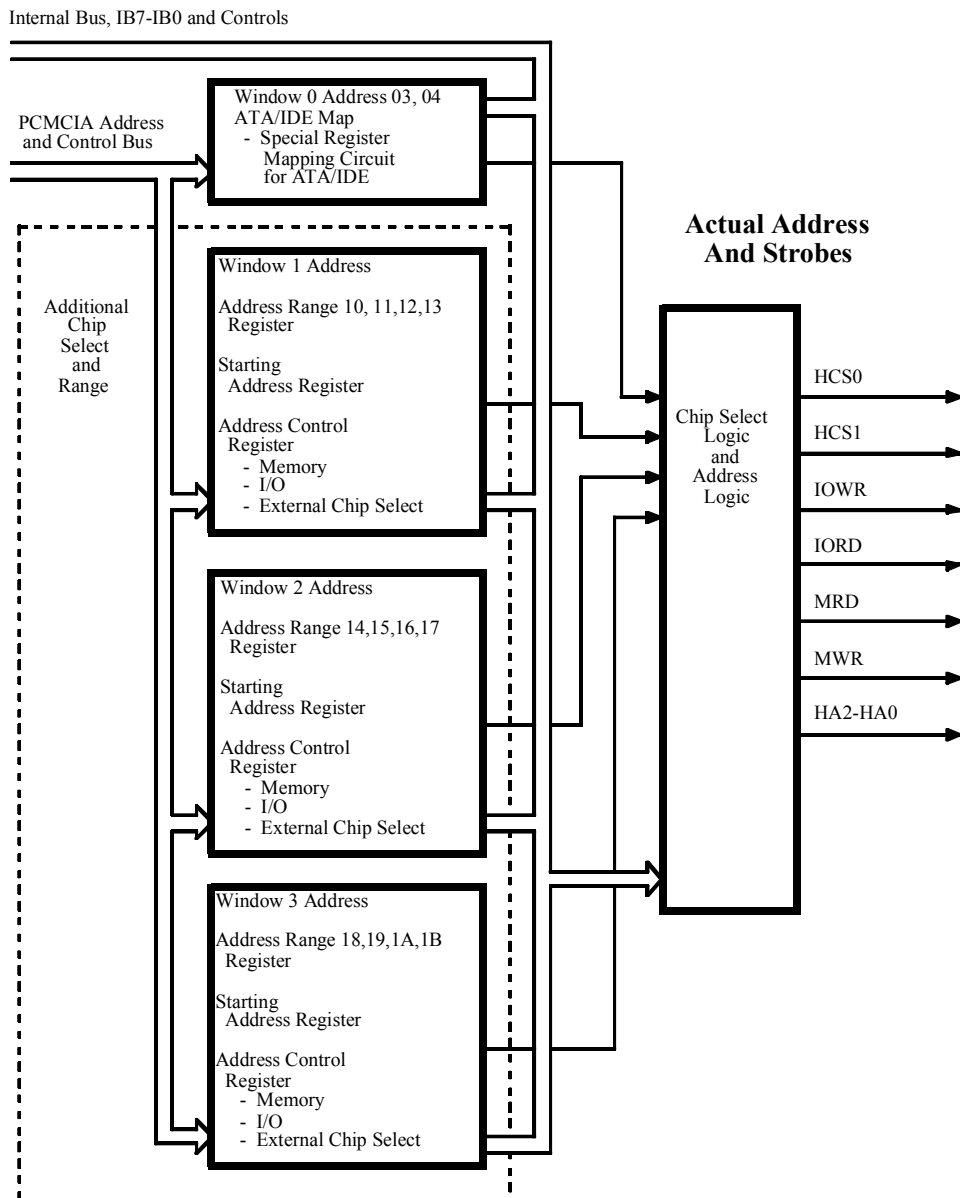 Internal Bus, IB7-IB0 and Controls
PCMCIA Address
and Control Bus
Window 0 Address 03, 04
ATA/IDE Map
- Special Register
Mapping Circuit
for ATA/IDE
Additional
Chip
Select
and
Range
Window 1 Address
Address Range 10, 11,12,13
Register
Starting
Address Register
Address Control
Register
- Memory
- I/O
- External Chip Select
Window 2 Address
Address Range 14,15,16,17
Register
Starting
Address Register
Address Control
Register
- Memory
- I/O
- External Chip Select
Window 3 Address
Address Range 18,19,1A,1B
Register
Starting
Address Register
Address Control
Register
- Memory
- I/O
- External Chip Select
Actual Address
And Strobes
Chip Select
Logic
and
Address
Logic
HCS0
HCS1
IOWR
IORD
MRD
MWR
HA2-HA0